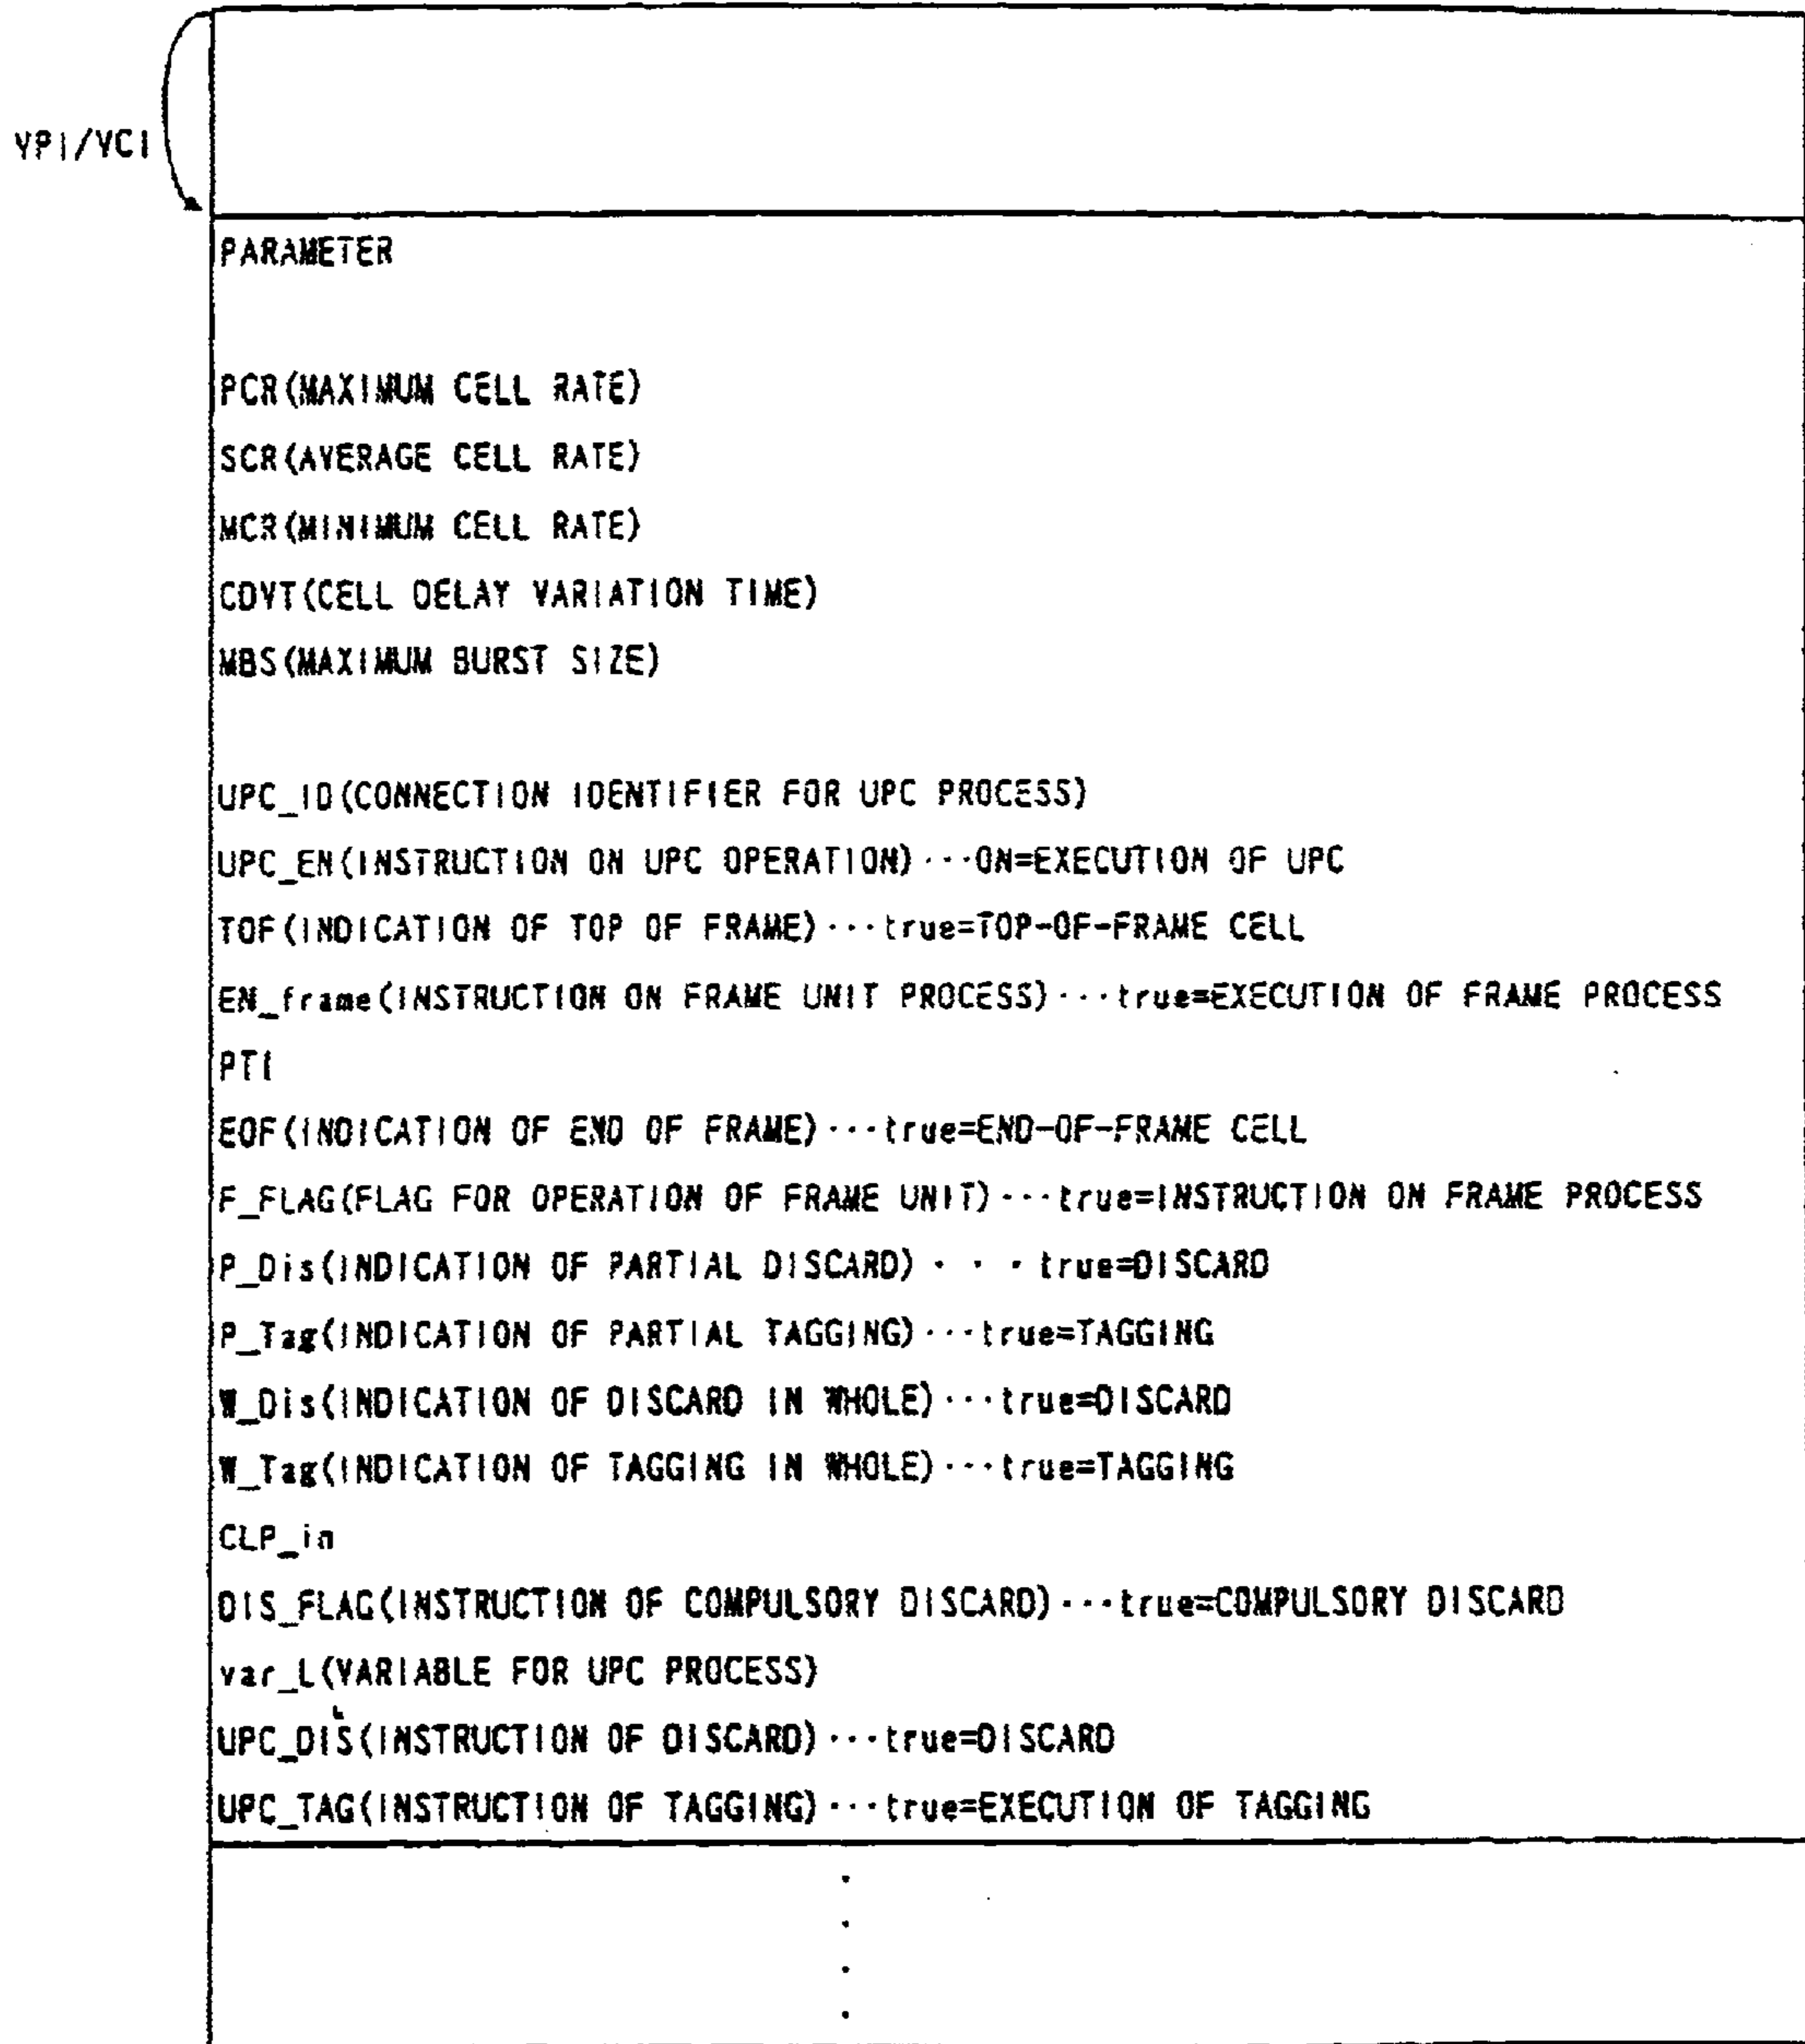 VPI/VCI
PARAMETER
PCR(MAXIMUM CELL RATE)
SCR(AVERAGE CELL RATE)
MCR(MINIMUM CELL RATE)
CDVT(CELL DELAY VARIATION TIME)
MBS(MAXIMUM BURST SIZE)
UPC_ID(CONNECTION IDENTIFIER FOR UPC PROCESS)
UPC_EN(INSTRUCTION ON UPC OPERATION)···ON=EXECUTION OF UPC
TOF(INDICATION OF TOP OF FRAME)···true=TOP-OF-FRAME CELL
EN_frame(INSTRUCTION ON FRAME UNIT PROCESS)···true=EXECUTION OF FRAME PROCESS
PTI
EOF(INDICATION OF END OF FRAME)···true=END-OF-FRAME CELL
F_FLAG(FLAG FOR OPERATION OF FRAME UNIT)···true=INSTRUCTION ON FRAME PROCESS
P_Dis(INDICATION OF PARTIAL DISCARD)· · ·true=DISCARD
P_Tag(INDICATION OF PARTIAL TAGGING)···true=TAGGING
W_Dis(INDICATION OF DISCARD IN WHOLE)···true=DISCARD
W_Tag(INDICATION OF TAGGING IN WHOLE)···true=TAGGING
CLP_in
DIS_FLAG(INSTRUCTION OF COMPULSORY DISCARD)···true=COMPULSORY DISCARD
var_L(VARIABLE FOR UPC PROCESS)
UPC_DIS(INSTRUCTION OF DISCARD)···true=DISCARD
UPC_TAG(INSTRUCTION OF TAGGING)···true=EXECUTION OF TAGGING